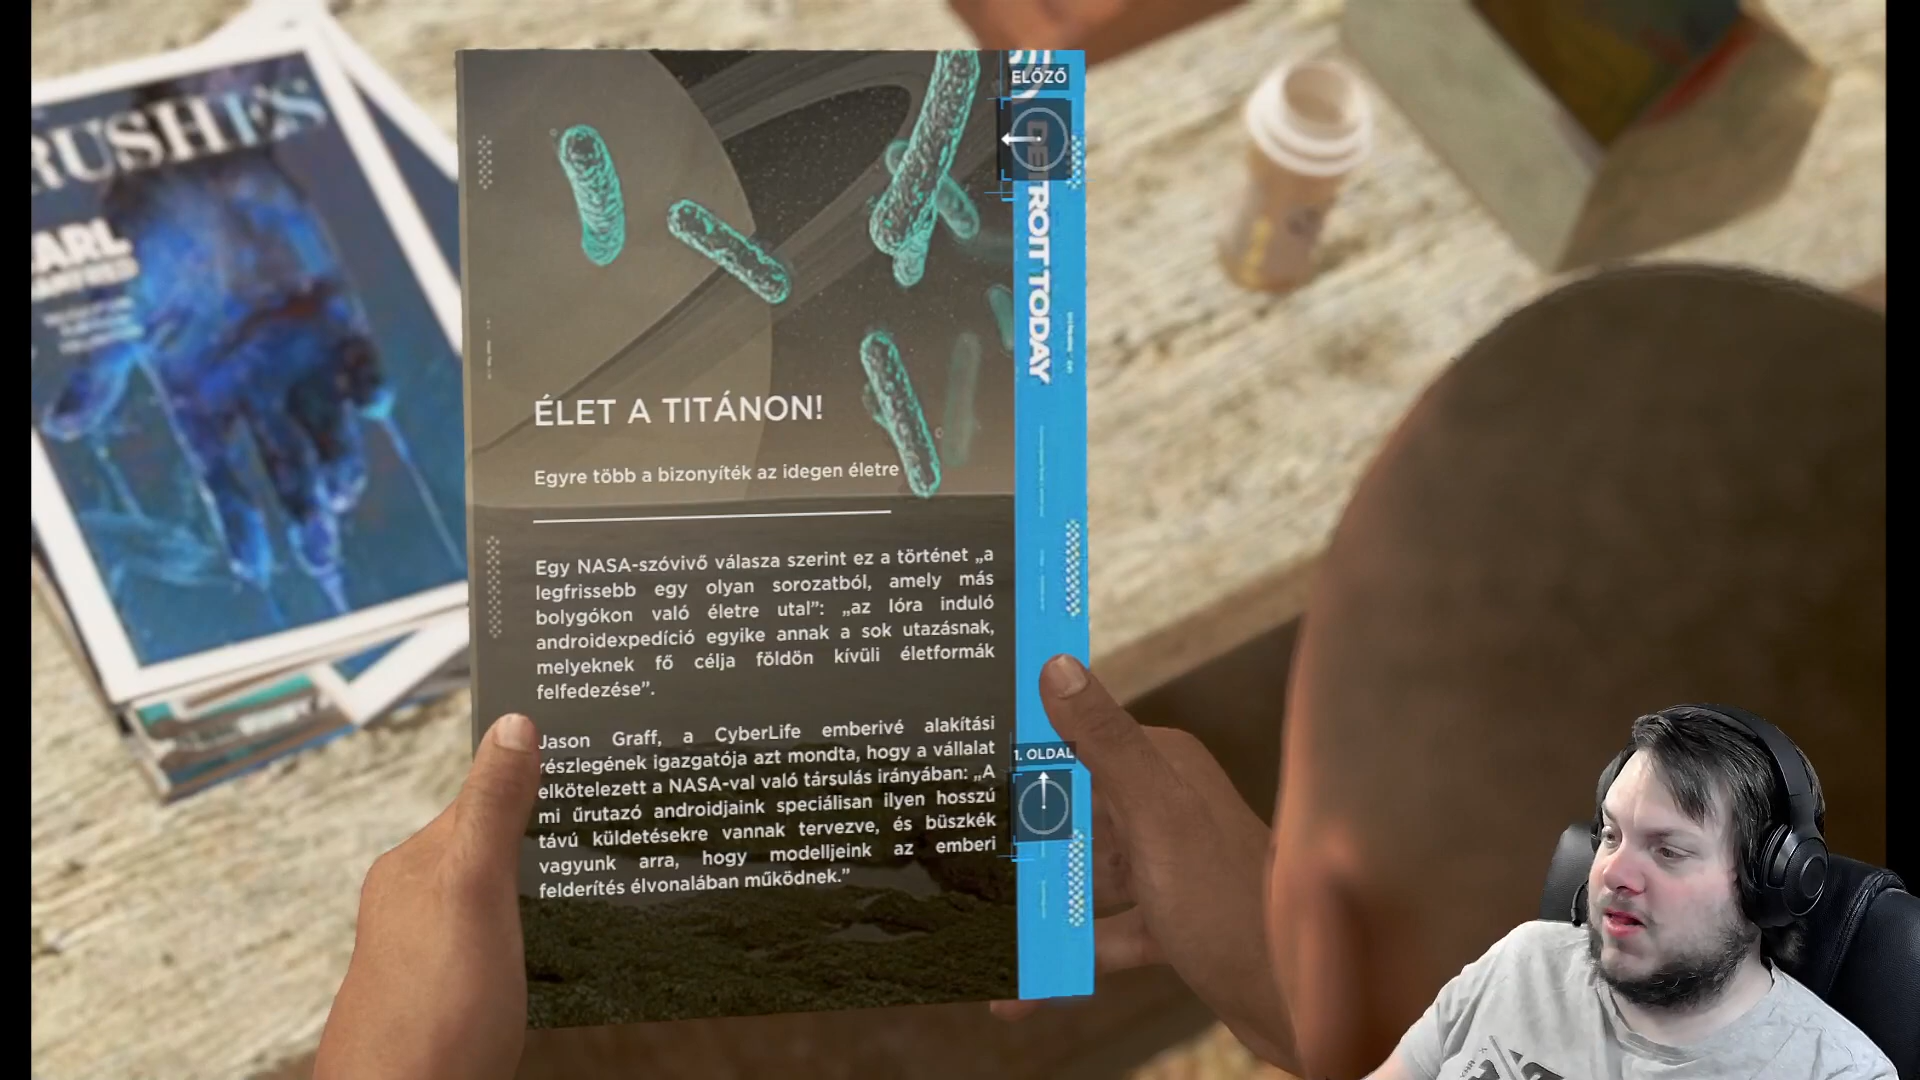 RUSHES
ARL
ELŐZŐ
DETROIT TODAY
ÉLET A TITÁNON!
Egyre több a bizonyíték az idegen életre
Egy NASA-szóvivő válasza szerint ez a történet „a
legfrissebb egy olyan sorozatból, amely más
bolygókon való életre utal”: „az Ióra induló
androidexpedíció egyike annak a sok utazásnak,
melyeknek fő célja földön kívüli életformák
felfedezése”.
Jason Graff, a CyberLife emberivé alakítási
részlegének igazgatója azt mondta, hogy a vállalat
elkötelezett a NASA-val való társulás irányában: „A
mi űrutazó androidjaink speciálisan ilyen hosszú
távú küldetésekre vannak tervezve, és büszkék
vagyunk arra, hogy modelljeink az emberi
felderítés élvonalában működnek.”
1. OLDAL